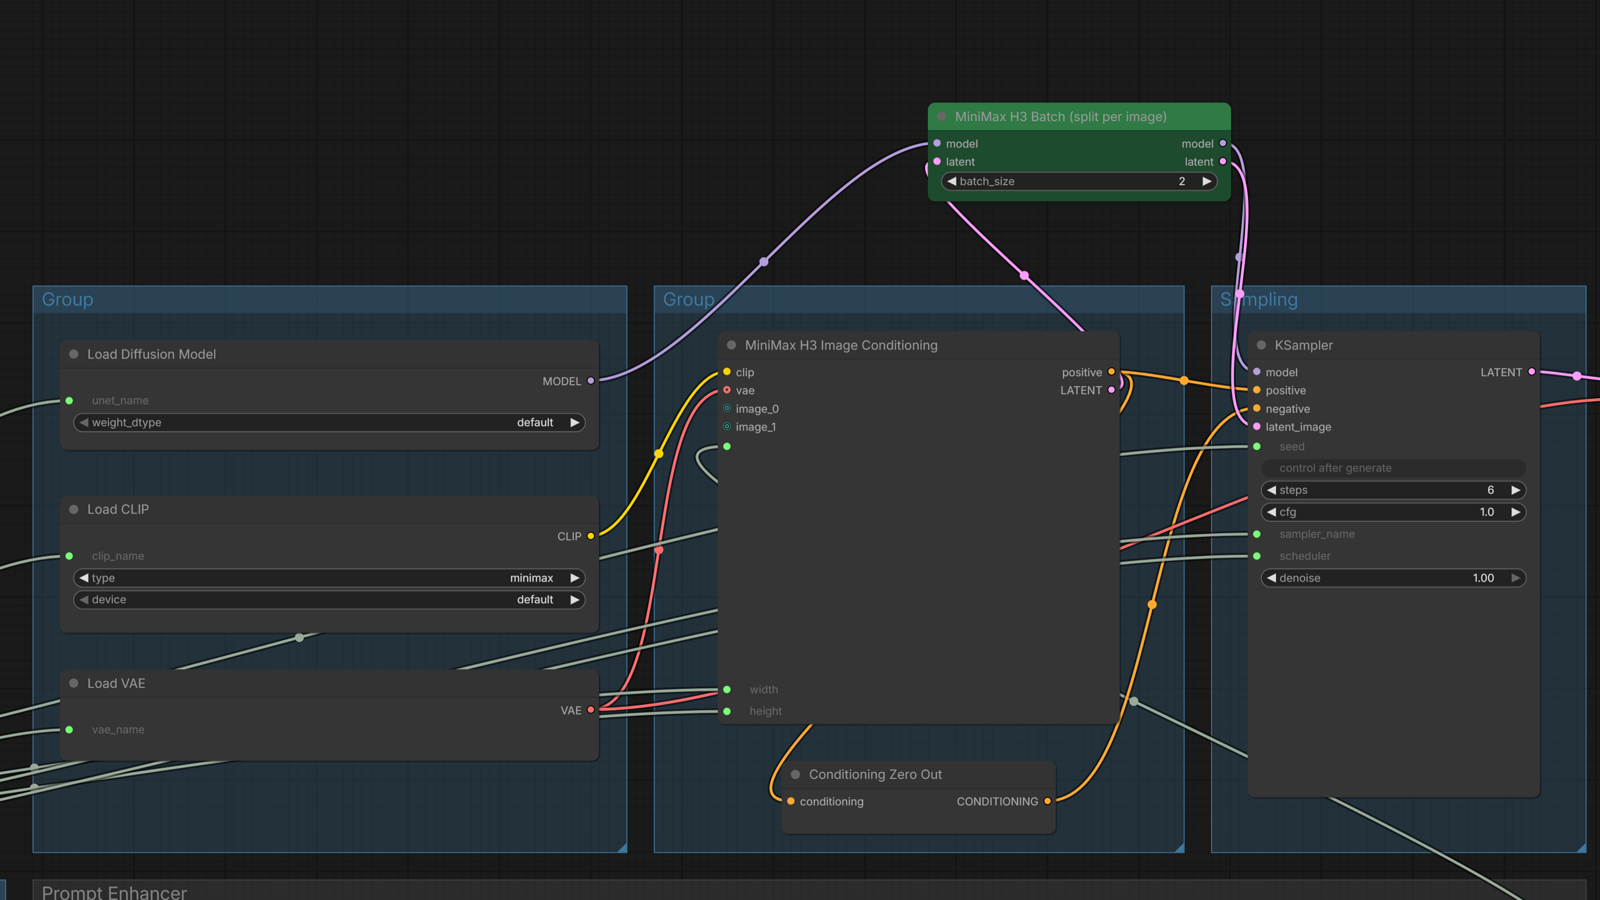 MiniMax H3 Batch (split per image)
model
model
latent
latent
batch_size
2
Group
Load Diffusion Model
MODEL
unet_name
weight_dtype
default
Load CLIP
CLIP
clip_name
type
minimax
device
default
Load VAE
VAE
vae_name
Group
MiniMax H3 Image Conditioning
clip
positive
vae
LATENT
image_0
image_1
width
height
Conditioning Zero Out
conditioning
CONDITIONING
Sampling
KSampler
model
LATENT
positive
negative
latent_image
seed
control after generate
steps
6
cfg
1.0
sampler_name
scheduler
denoise
1.00
Prompt Enhancer